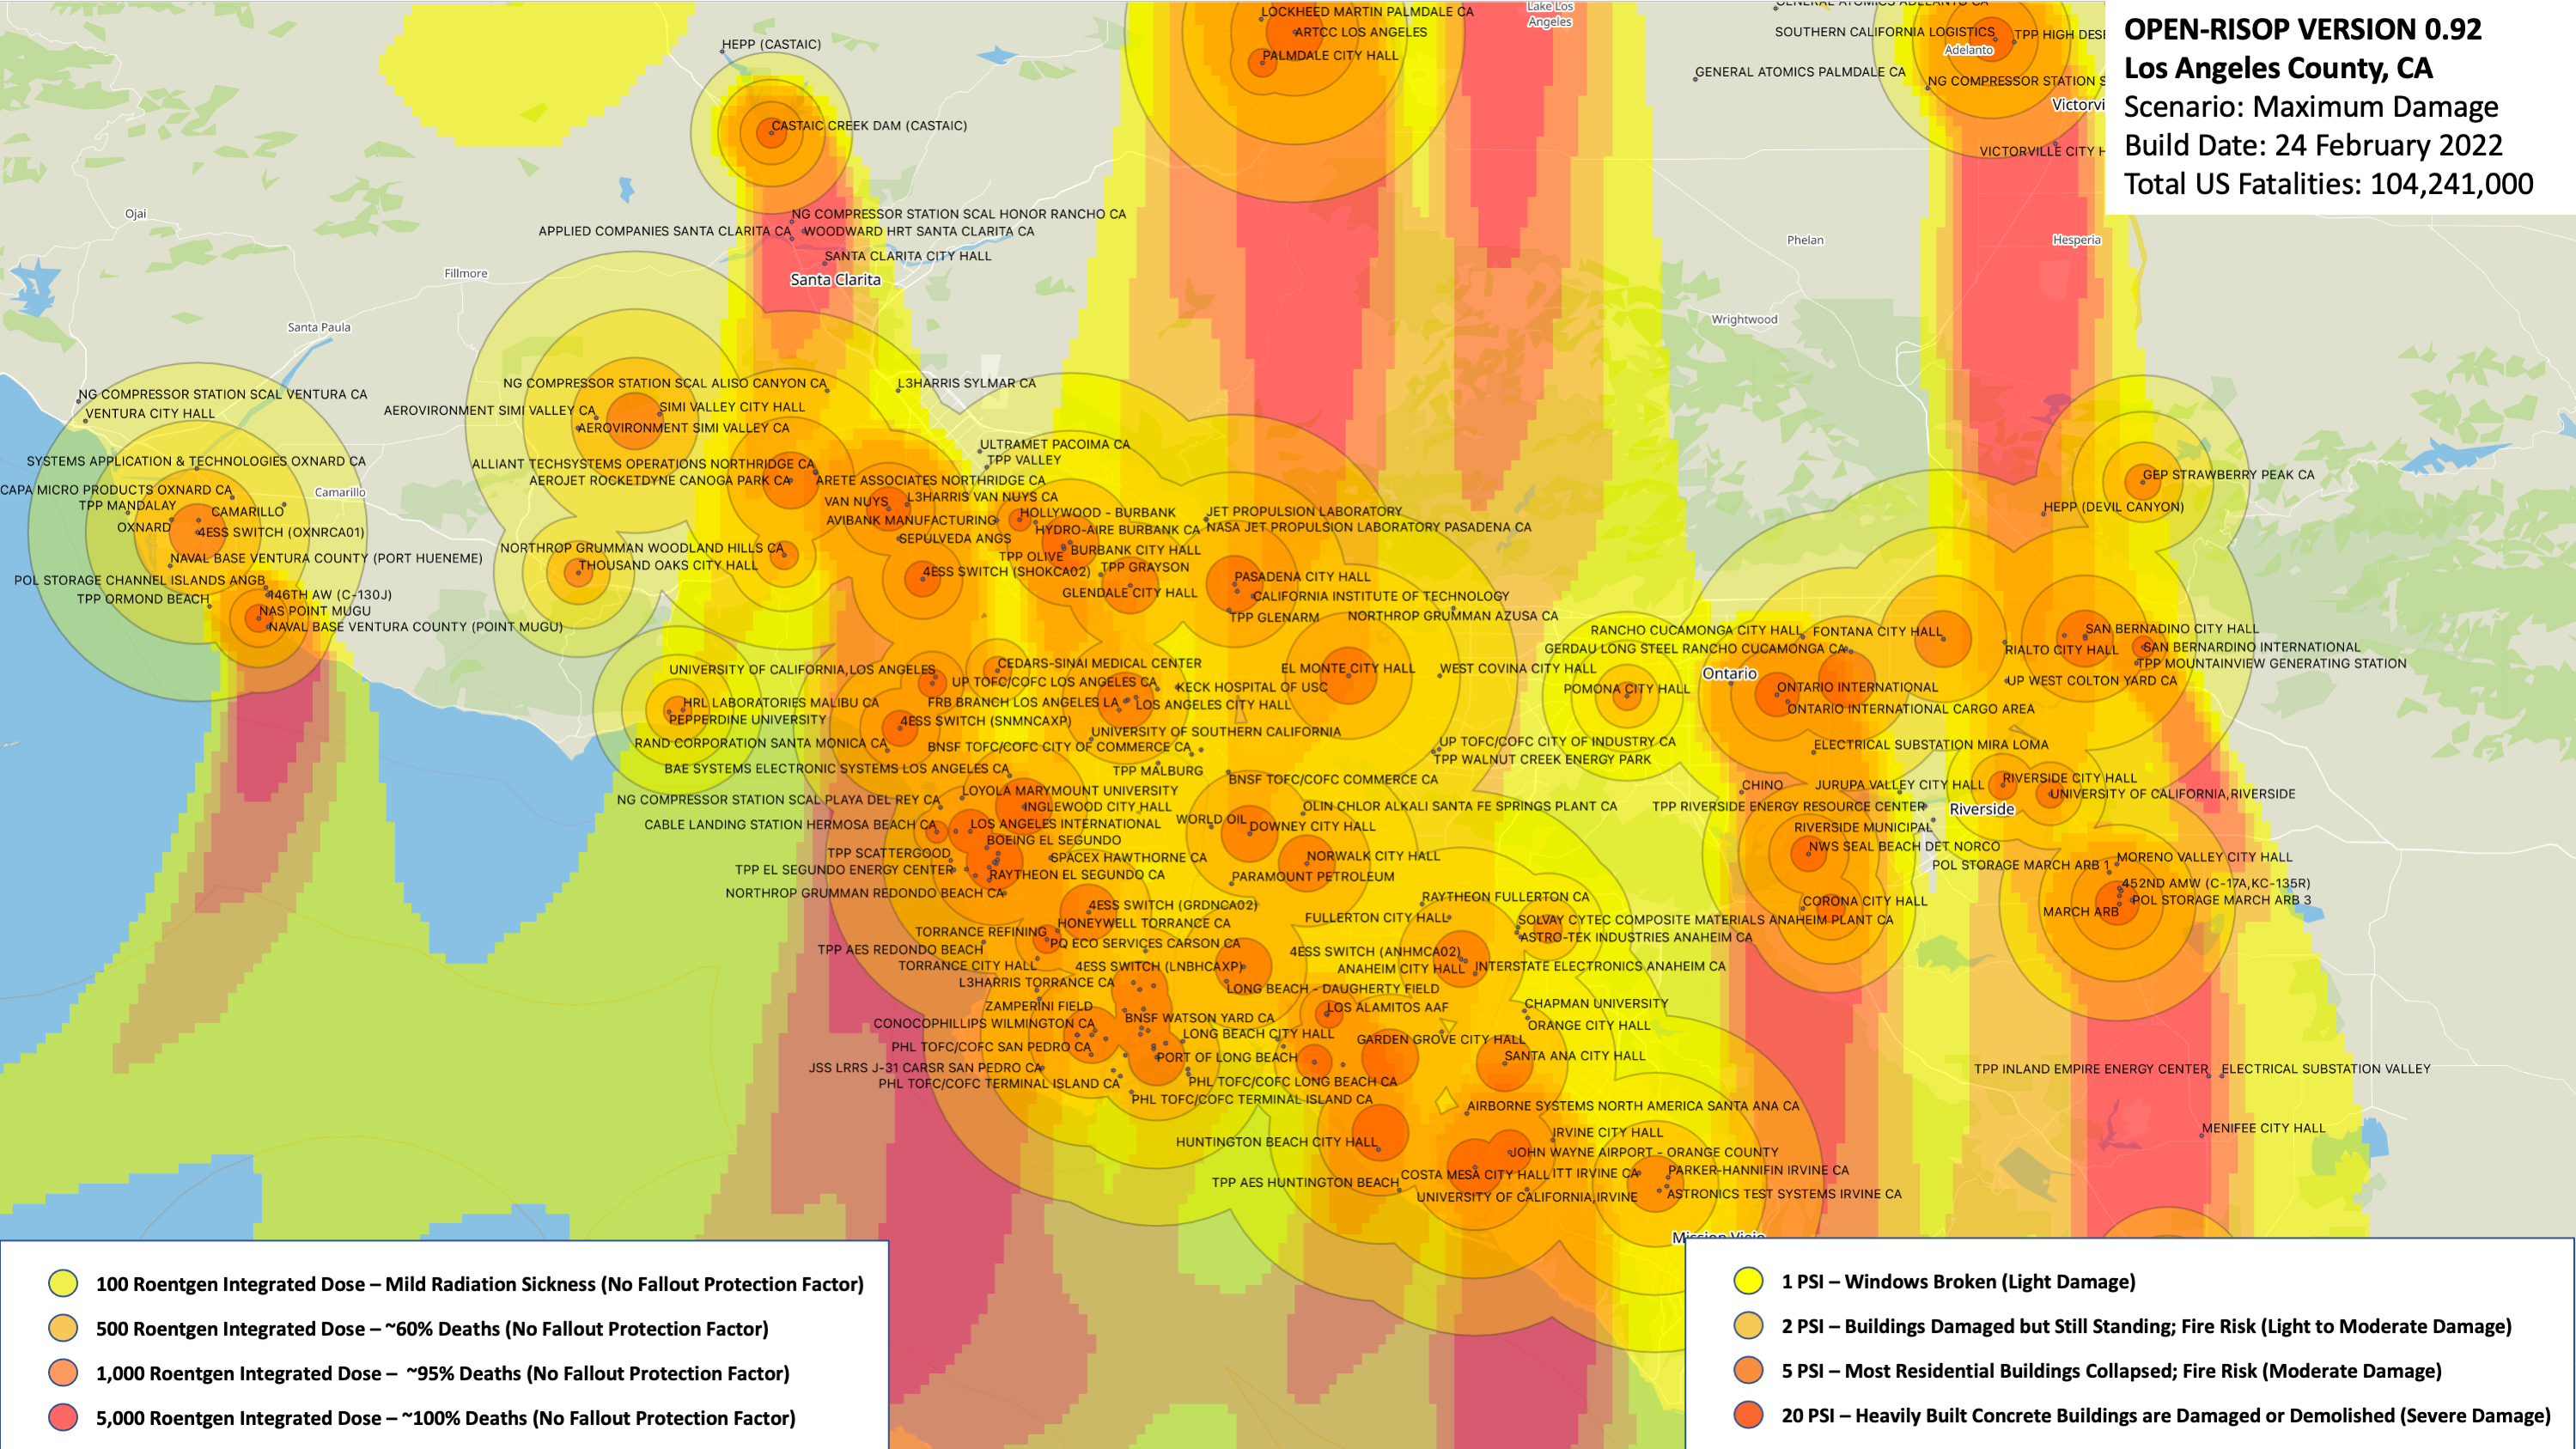 LOCKHEED MARTIN PALMDALE CA
Lake Los
Angeles
GENERAL ATOMICS ADELANTO CA
OPEN-RISOP VERSION 0.92
Los Angeles County, CA
Scenario: Maximum Damage
Build Date: 24 February 2022
Total US Fatalities: 104,241,000
ARTCC LOS ANGELES
SOUTHERN CALIFORNIA LOGISTICS
TPP HIGH DESE
HEPP (CASTAIC)
PALMDALE CITY HALL
Adelanto
GENERAL ATOMICS PALMDALE CA
NG COMPRESSOR STATION S
Victorvi
CASTAIC CREEK DAM (CASTAIC)
VICTORVILLE CITY H
Ojai
NG COMPRESSOR STATION SCAL HONOR RANCHO CA
APPLIED COMPANIES SANTA CLARITA CA
WOODWARD HRT SANTA CLARITA CA
Phelan
Hesperia
SANTA CLARITA CITY HALL
Fillmore
Santa Clarita
Santa Paula
Wrightwood
NG COMPRESSOR STATION SCAL ALISO CANYON CA
L3HARRIS SYLMAR CA
NG COMPRESSOR STATION SCAL VENTURA CA
VENTURA CITY HALL
AEROVIRONMENT SIMI VALLEY CA
SIMI VALLEY CITY HALL
AEROVIRONMENT SIMI VALLEY CA
ULTRAMET PACOIMA CA
TPP VALLEY
SYSTEMS APPLICATION & TECHNOLOGIES OXNARD CA
ALLIANT TECHSYSTEMS OPERATIONS NORTHRIDGE CA
AEROJET ROCKETDYNE CANOGA PARK CA
ARETE ASSOCIATES NORTHRIDGE CA
GEP STRAWBERRY PEAK CA
CAPA MICRO PRODUCTS OXNARD CA
Camarillo
TPP MANDALAY
CAMARILLO
VAN NUYS
L3HARRIS VAN NUYS CA
HOLLYWOOD - BURBANK
JET PROPULSION LABORATORY
HEPP (DEVIL CANYON)
OXNARD
4ESS SWITCH (OXNRCA01)
AVIBANK MANUFACTURING
HYDRO-AIRE BURBANK CA
NASA JET PROPULSION LABORATORY PASADENA CA
SEPULVEDA ANGS
NORTHROP GRUMMAN WOODLAND HILLS CA
TPP OLIVE
BURBANK CITY HALL
NAVAL BASE VENTURA COUNTY (PORT HUENEME)
THOUSAND OAKS CITY HALL
4ESS SWITCH (SHOKCA02)
TPP GRAYSON
POL STORAGE CHANNEL ISLANDS ANGB
PASADENA CITY HALL
TPP ORMOND BEACH
146TH AW (C-130J)
GLENDALE CITY HALL
CALIFORNIA INSTITUTE OF TECHNOLOGY
NAS POINT MUGU
NAVAL BASE VENTURA COUNTY (POINT MUGU)
TPP GLENARM
NORTHROP GRUMMAN AZUSA CA
RANCHO CUCAMONGA CITY HALL
FONTANA CITY HALL
SAN BERNADINO CITY HALL
GERDAU LONG STEEL RANCHO CUCAMONGA CA
RIALTO CITY HALL
SAN BERNARDINO INTERNATIONAL
TPP MOUNTAINVIEW GENERATING STATION
UNIVERSITY OF CALIFORNIA,LOS ANGELES
CEDARS-SINAI MEDICAL CENTER
EL MONTE CITY HALL
WEST COVINA CITY HALL
Ontario
UP TOFC/COFC LOS ANGELES CA
KECK HOSPITAL OF USC
POMONA CITY HALL
ONTARIO INTERNATIONAL
UP WEST COLTON YARD CA
HRL LABORATORIES MALIBU CA
FRB BRANCH LOS ANGELES LA
LOS ANGELES CITY HALL
ONTARIO INTERNATIONAL CARGO AREA
PEPPERDINE UNIVERSITY
4ESS SWITCH (SNMNCAXP)
UNIVERSITY OF SOUTHERN CALIFORNIA
RAND CORPORATION SANTA MONICA CA
BNSF TOFC/COFC CITY OF COMMERCE CA
UP TOFC/COFC CITY OF INDUSTRY CA
ELECTRICAL SUBSTATION MIRA LOMA
TPP WALNUT CREEK ENERGY PARK
BAE SYSTEMS ELECTRONIC SYSTEMS LOS ANGELES CA
TPP MALBURG
BNSF TOFC/COFC COMMERCE CA
CHINO
JURUPA VALLEY CITY HALL
RIVERSIDE CITY HALL
LOYOLA MARYMOUNT UNIVERSITY
UNIVERSITY OF CALIFORNIA,RIVERSIDE
NG COMPRESSOR STATION SCAL PLAYA DEL REY CA
INGLEWOOD CITY HALL
OLIN CHLOR ALKALI SANTA FE SPRINGS PLANT CA
TPP RIVERSIDE ENERGY RESOURCE CENTER
Riverside
CABLE LANDING STATION HERMOSA BEACH CA
LOS ANGELES INTERNATIONAL
WORLD OIL
DOWNEY CITY HALL
RIVERSIDE MUNICIPAL
BOEING EL SEGUNDO
TPP SCATTERGOOD
SPACEX HAWTHORNE CA
NORWALK CITY HALL
NWS SEAL BEACH DET NORCO
MORENO VALLEY CITY HALL
TPP EL SEGUNDO ENERGY CENTER
RAYTHEON EL SEGUNDO CA
PARAMOUNT PETROLEUM
POL STORAGE MARCH ARB 1
NORTHROP GRUMMAN REDONDO BEACH CA
RAYTHEON FULLERTON CA
452ND AMW (C-17A,KC-135R)
4ESS SWITCH (GRDNCA02)
CORONA CITY HALL
POL STORAGE MARCH ARB 3
FULLERTON CITY HALL
MARCH ARB
HONEYWELL TORRANCE CA
SOLVAY CYTEC COMPOSITE MATERIALS ANAHEIM PLANT CA
TORRANCE REFINING
ASTRO-TEK INDUSTRIES ANAHEIM CA
TPP AES REDONDO BEACH
PQ ECO SERVICES CARSON CA
4ESS SWITCH (ANHMCA02)
TORRANCE CITY HALL
4ESS SWITCH (LNBHCAXP)
ANAHEIM CITY HALL
INTERSTATE ELECTRONICS ANAHEIM CA
L3HARRIS TORRANCE CA
LONG BEACH - DAUGHERTY FIELD
ZAMPERINI FIELD
LOS ALAMITOS AAF
CHAPMAN UNIVERSITY
CONOCOPHILLIPS WILMINGTON CA
BNSF WATSON YARD CA
ORANGE CITY HALL
LONG BEACH CITY HALL
GARDEN GROVE CITY HALL
PHL TOFC/COFC SAN PEDRO CA
PORT OF LONG BEACH
SANTA ANA CITY HALL
JSS LRRS J-31 CARSR SAN PEDRO CA
TPP INLAND EMPIRE ENERGY CENTER
ELECTRICAL SUBSTATION VALLEY
PHL TOFC/COFC TERMINAL ISLAND CA
PHL TOFC/COFC LONG BEACH CA
PHL TOFC/COFC TERMINAL ISLAND CA
AIRBORNE SYSTEMS NORTH AMERICA SANTA ANA CA
HUNTINGTON BEACH CITY HALL
IRVINE CITY HALL
MENIFEE CITY HALL
JOHN WAYNE AIRPORT - ORANGE COUNTY
COSTA MESA CITY HALL
ITT IRVINE CA
PARKER-HANNIFIN IRVINE CA
TPP AES HUNTINGTON BEACH
UNIVERSITY OF CALIFORNIA,IRVINE
ASTRONICS TEST SYSTEMS IRVINE CA
Mission Viejo
100 Roentgen Integrated Dose – Mild Radiation Sickness (No Fallout Protection Factor)
500 Roentgen Integrated Dose – ~60% Deaths (No Fallout Protection Factor)
1,000 Roentgen Integrated Dose – ~95% Deaths (No Fallout Protection Factor)
5,000 Roentgen Integrated Dose – ~100% Deaths (No Fallout Protection Factor)
1 PSI – Windows Broken (Light Damage)
2 PSI – Buildings Damaged but Still Standing; Fire Risk (Light to Moderate Damage)
5 PSI – Most Residential Buildings Collapsed; Fire Risk (Moderate Damage)
20 PSI – Heavily Built Concrete Buildings are Damaged or Demolished (Severe Damage)